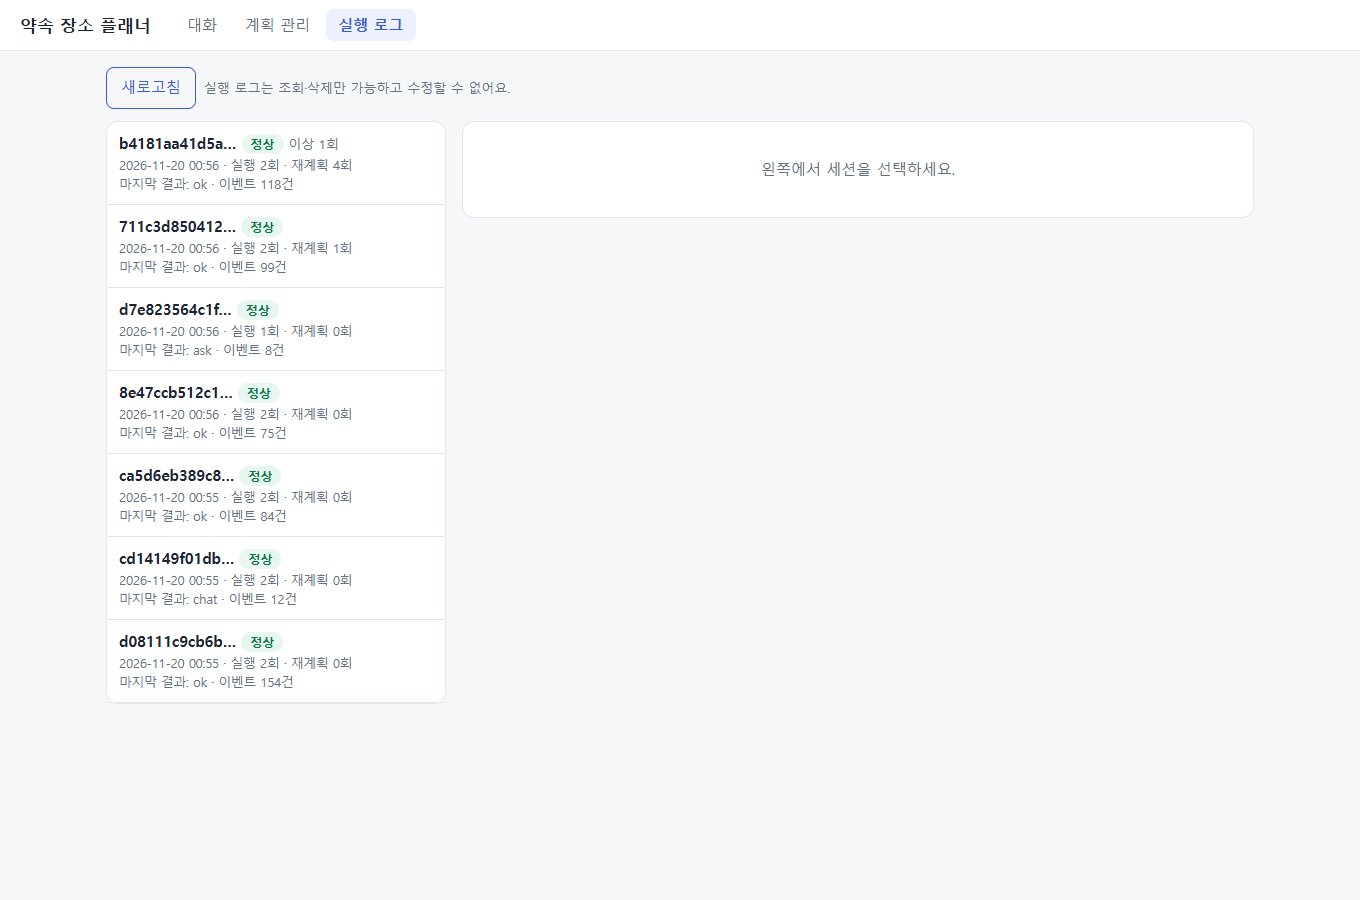 약속 장소 플래너 대화 계획 관리 실행 로그
새로고침 실행 로그는 조회·삭제만 가능하고 수정할 수 없어요.
b4181aa41d5a... 정상 이상 1회
2026-11-20 00:56 · 실행 2회 · 재계획 4회
마지막 결과: ok · 이벤트 118건
711c3d850412... 정상
2026-11-20 00:56 · 실행 2회 · 재계획 1회
마지막 결과: ok · 이벤트 99건
d7e823564c1f... 정상
2026-11-20 00:56 · 실행 1회 · 재계획 0회
마지막 결과: ask · 이벤트 8건
8e47ccb512c1... 정상
2026-11-20 00:56 · 실행 2회 · 재계획 0회
마지막 결과: ok · 이벤트 75건
ca5d6eb389c8... 정상
2026-11-20 00:55 · 실행 2회 · 재계획 0회
마지막 결과: ok · 이벤트 84건
cd14149f01db... 정상
2026-11-20 00:55 · 실행 2회 · 재계획 0회
마지막 결과: chat · 이벤트 12건
d08111c9cb6b... 정상
2026-11-20 00:55 · 실행 2회 · 재계획 0회
마지막 결과: ok · 이벤트 154건
왼쪽에서 세션을 선택하세요.